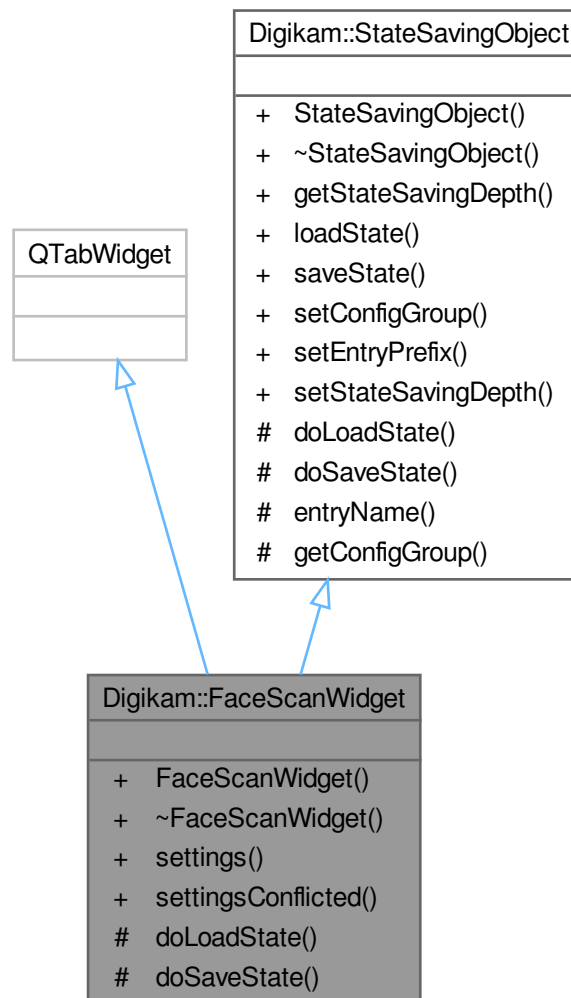 Digikam::StateSavingObject
+ StateSavingObject()
+ ~StateSavingObject()
+ getStateSavingDepth()
+ loadState()
+ saveState()
+ setConfigGroup()
+ setEntryPrefix()
+ setStateSavingDepth()
# doLoadState()
# doSaveState()
# entryName()
# getConfigGroup()
QTabWidget
Digikam::FaceScanWidget
+ FaceScanWidget()
+ ~FaceScanWidget()
+ settings()
+ settingsConflicted()
# doLoadState()
# doSaveState()